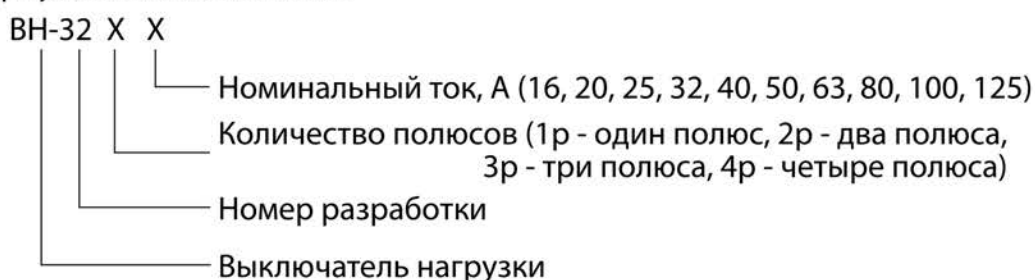 ВН-32 X X
Номинальный ток, А (16, 20, 25, 32, 40, 50, 63, 80, 100, 125)
Количество полюсов (1р - один полюс, 2р - два полюса,
3р - три полюса, 4р - четыре полюса)
Номер разработки
Выключатель нагрузки